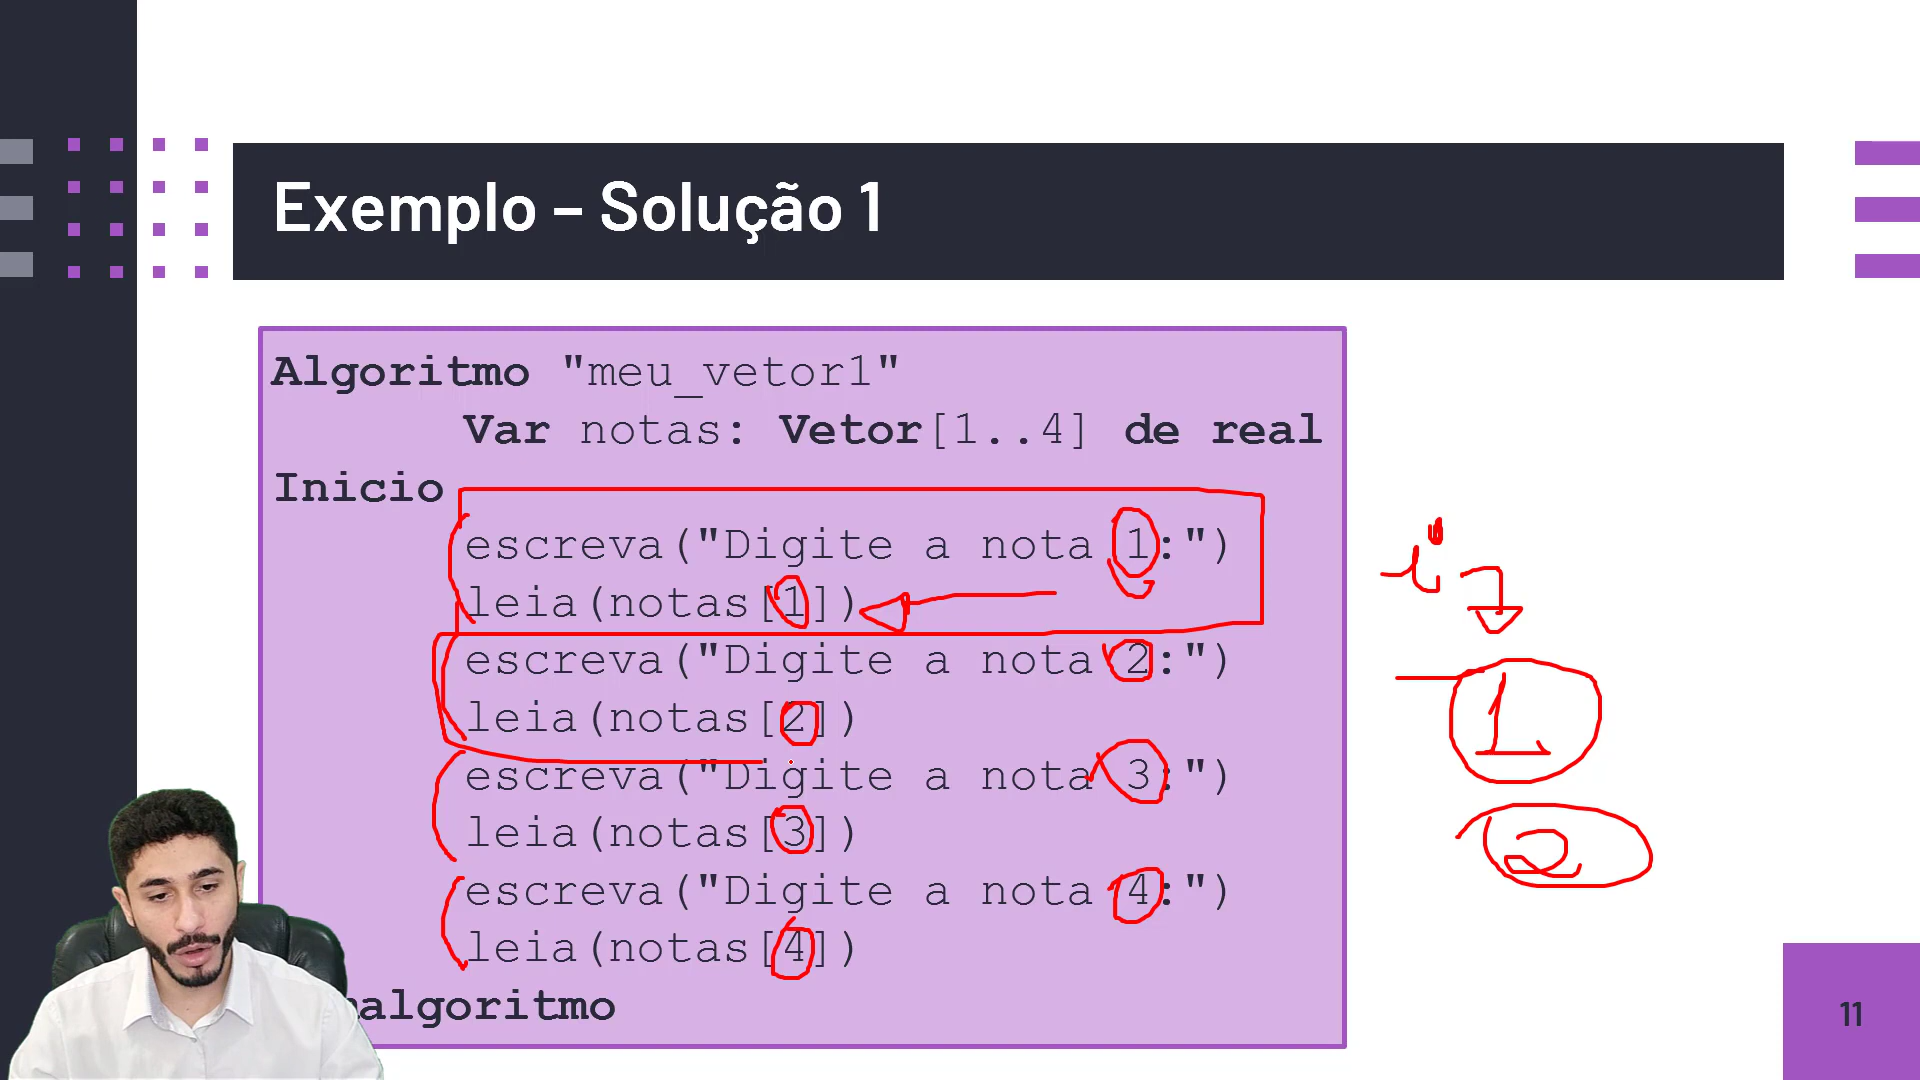 Exemplo – Solução 1
Algoritmo "meu_vetor1"
Var notas: Vetor[1..4] de real
Inicio
escreva("Digite a nota 1:")
leia(notas[1])
escreva("Digite a nota 2:")
leia(notas[2])
escreva("Digite a nota 3:")
leia(notas[3])
escreva("Digite a nota 4:")
leia(notas[4])
algoritmo
i
1
2
11